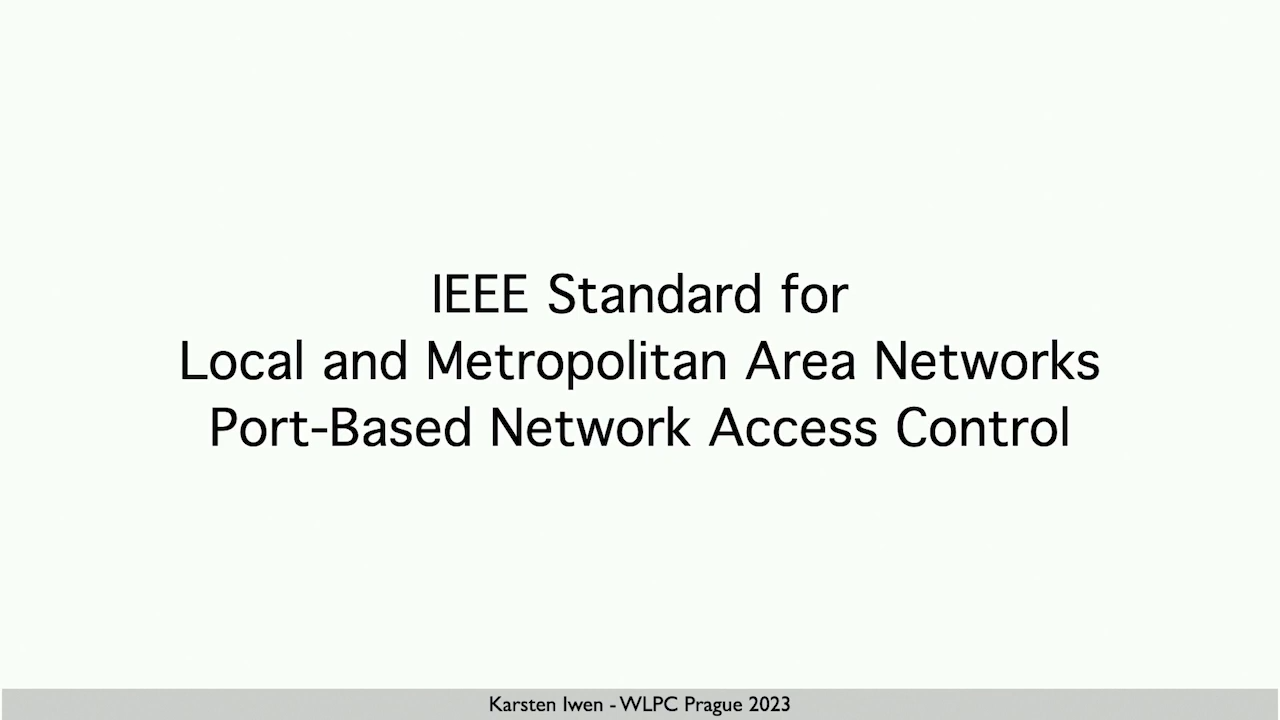 IEEE Standard for
Local and Metropolitan Area Networks
Port-Based Network Access Control
Karsten Iwen - WLPC Prague 2023